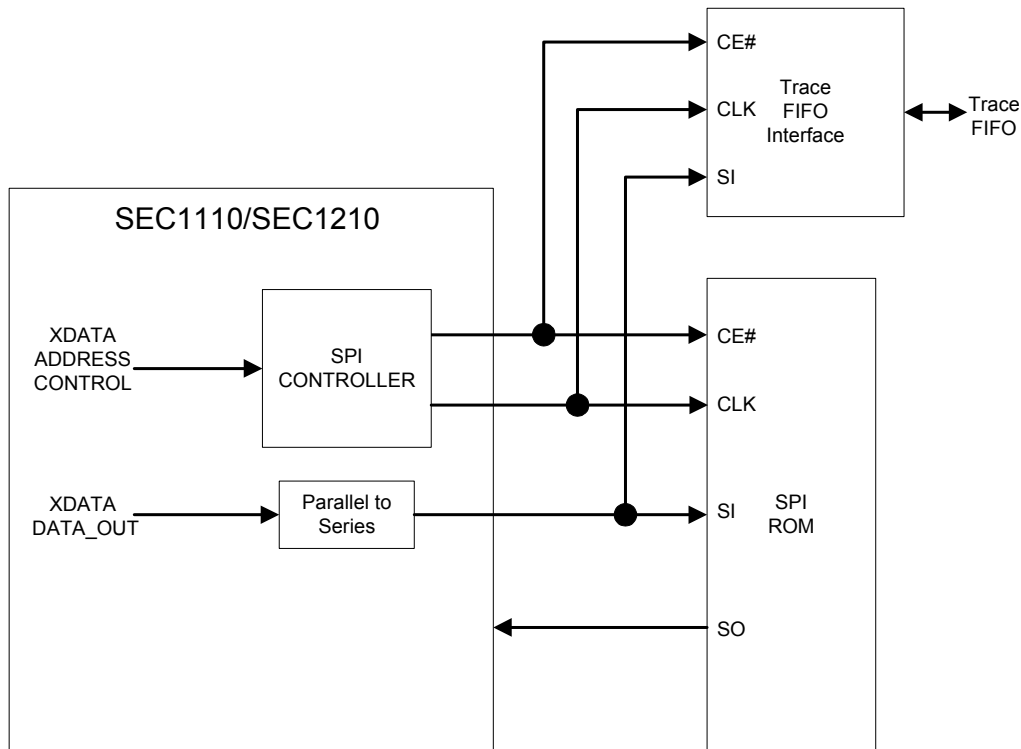 CE#
CLK
SI
Trace
FIFO
Interface
Trace
FIFO
SEC1110/SEC1210
XDATA
ADDRESS
CONTROL
SPI
CONTROLLER
CE#
CLK
XDATA
DATA_OUT
Parallel to
Series
SI
SPI
ROM
SO